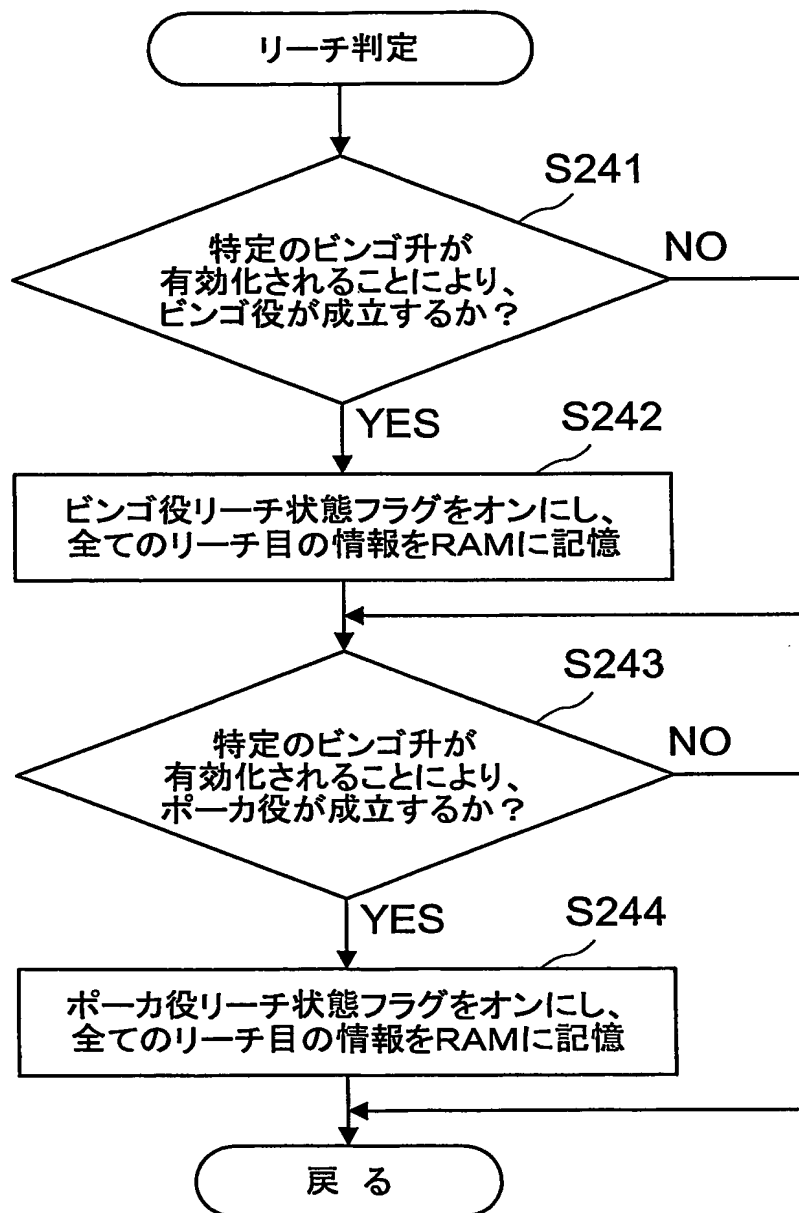 リーチ判定
S241
特定のビンゴ升が
有効化されることにより、
ビンゴ役が成立するか？
NO
YES
S242
ビンゴ役リーチ状態フラグをオンにし、
全てのリーチ目の情報をRAMに記憶
S243
特定のビンゴ升が
有効化されることにより、
ポーカ役が成立するか？
NO
YES
S244
ポーカ役リーチ状態フラグをオンにし、
全てのリーチ目の情報をRAMに記憶
戻 る